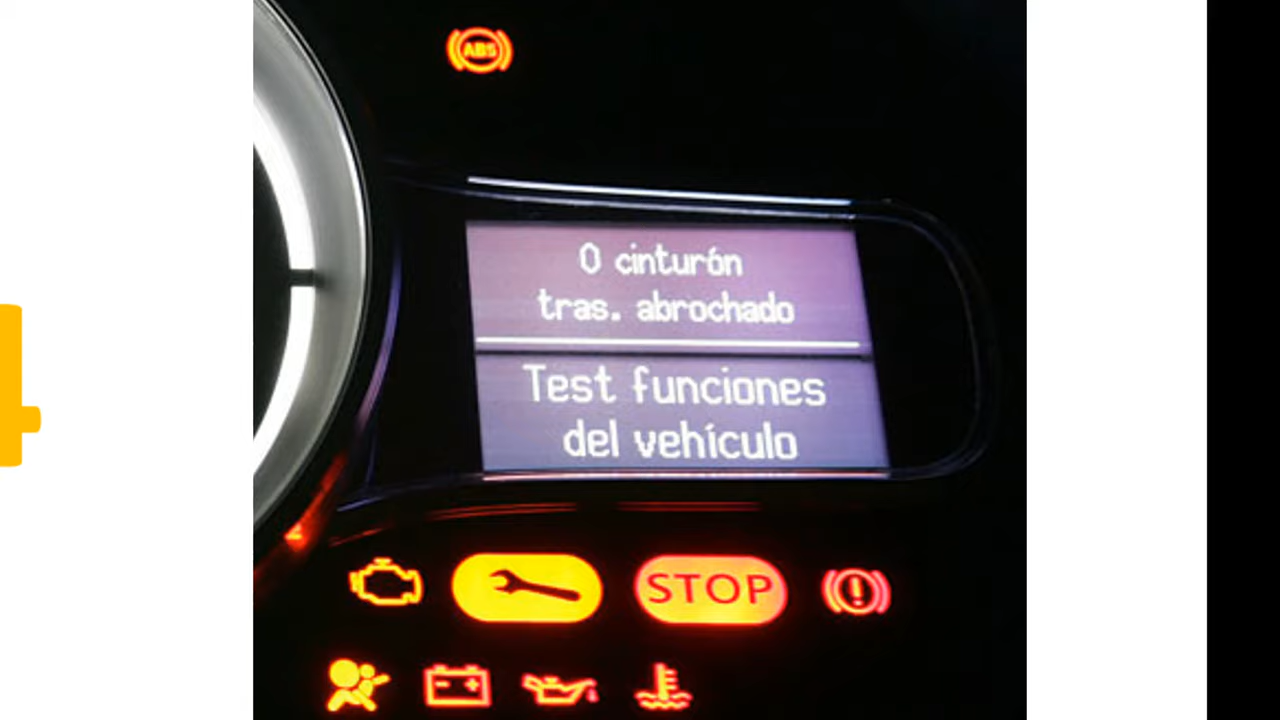 ABS
0 cinturón
tras. abrochado
Test funciones
del vehículo
STOP